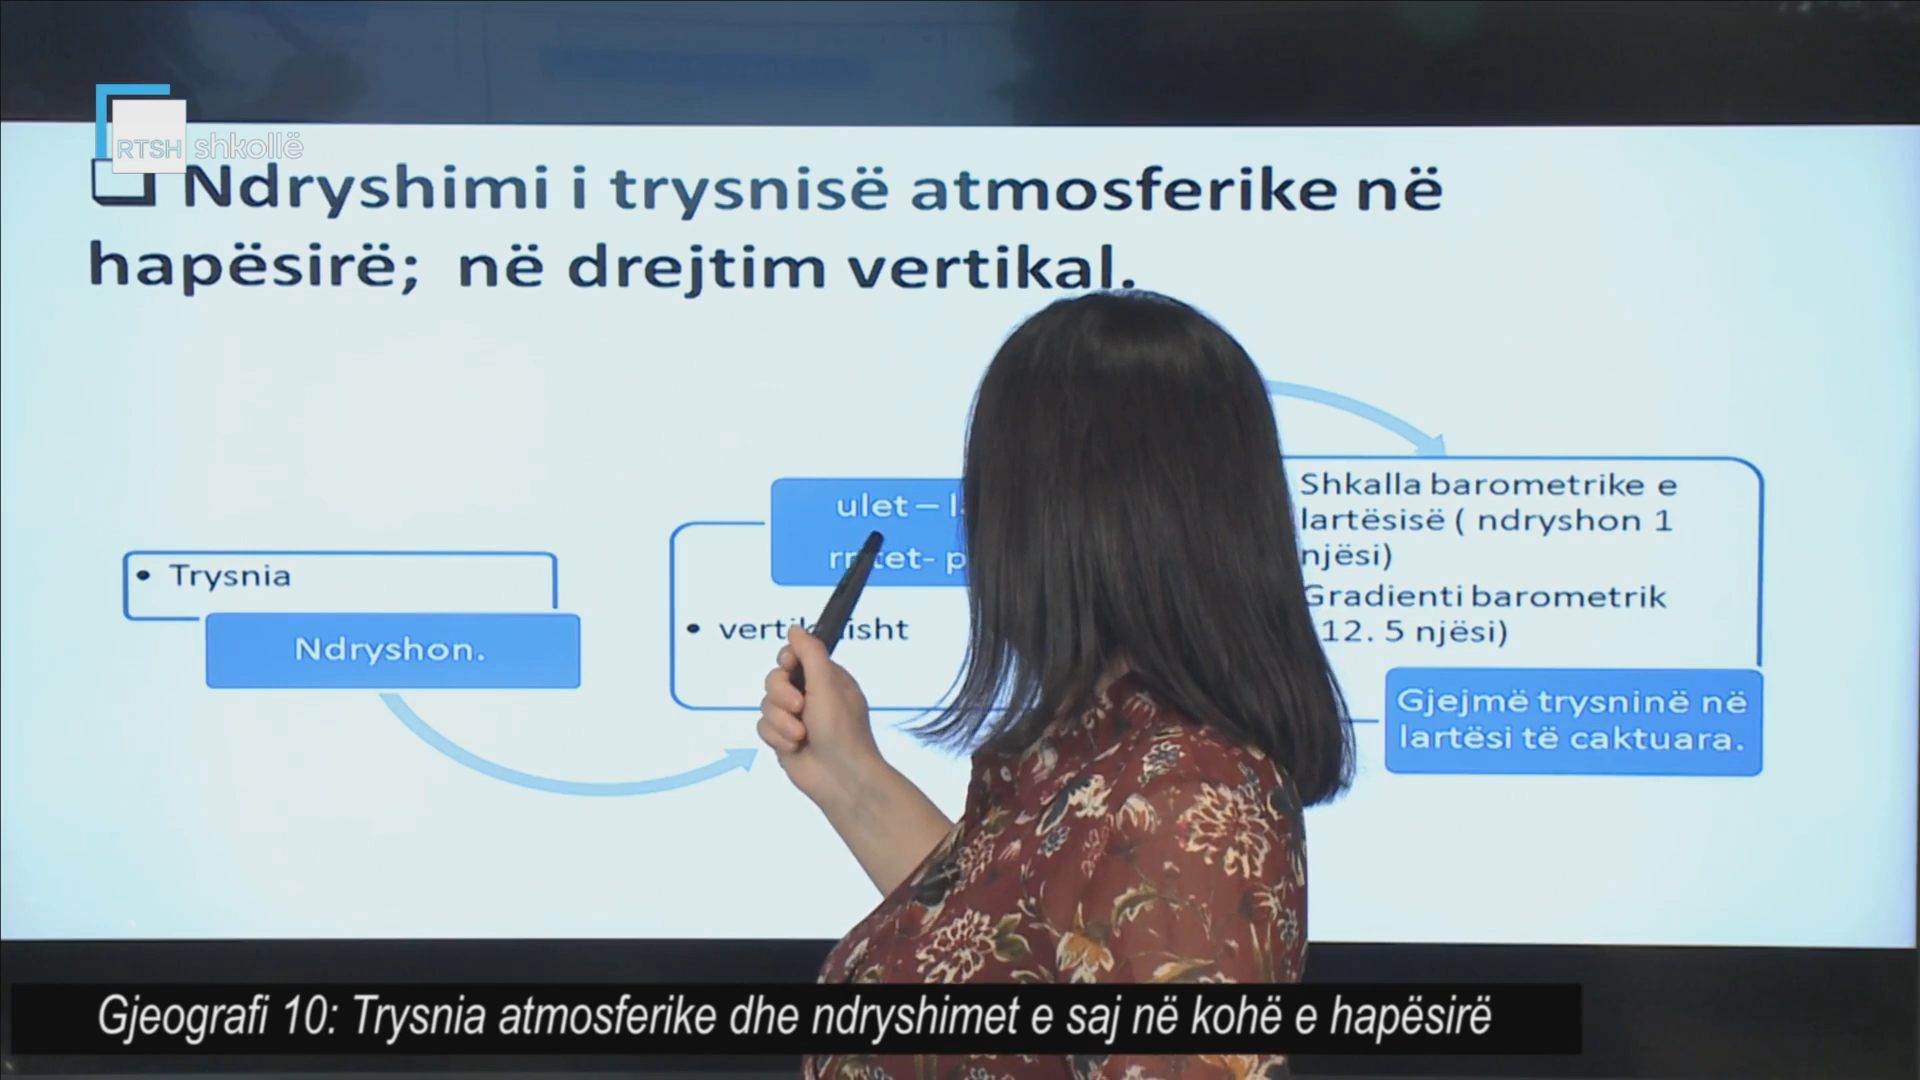 RTSH shkollë
Ndryshimi i trysnisë atmosferike në
hapësirë; në drejtim vertikal.
Trysnia
Ndryshon.
ulet –
rritet-
vertikalisht
Shkalla barometrike e
lartësisë ( ndryshon 1
njësi)
Gradienti barometrik
12. 5 njësi)
Gjejmë trysninë në
lartësi të caktuara.
Gjeografi 10: Trysnia atmosferike dhe ndryshimet e saj në kohë e hapësirë